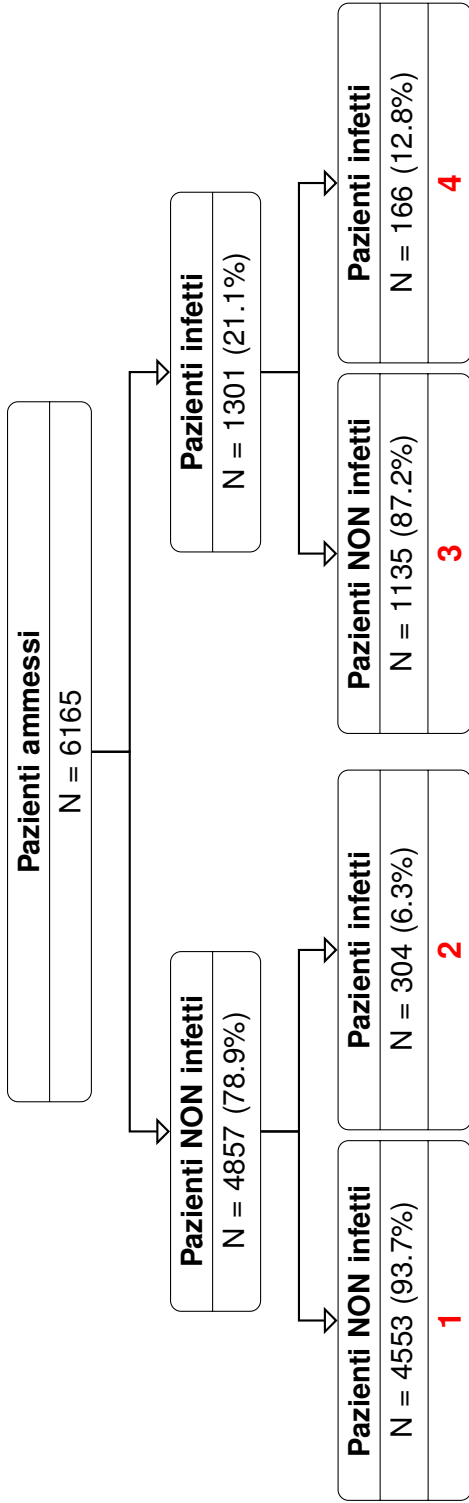 Pazienti ammessi
N = 6165
Pazienti NON infetti
N = 4857 (78.9%)
Pazienti infetti
N = 1301 (21.1%)
Pazienti NON infetti
N = 4553 (93.7%)
1
Pazienti infetti
N = 304 (6.3%)
2
Pazienti NON infetti
N = 1135 (87.2%)
3
Pazienti infetti
N = 166 (12.8%)
4